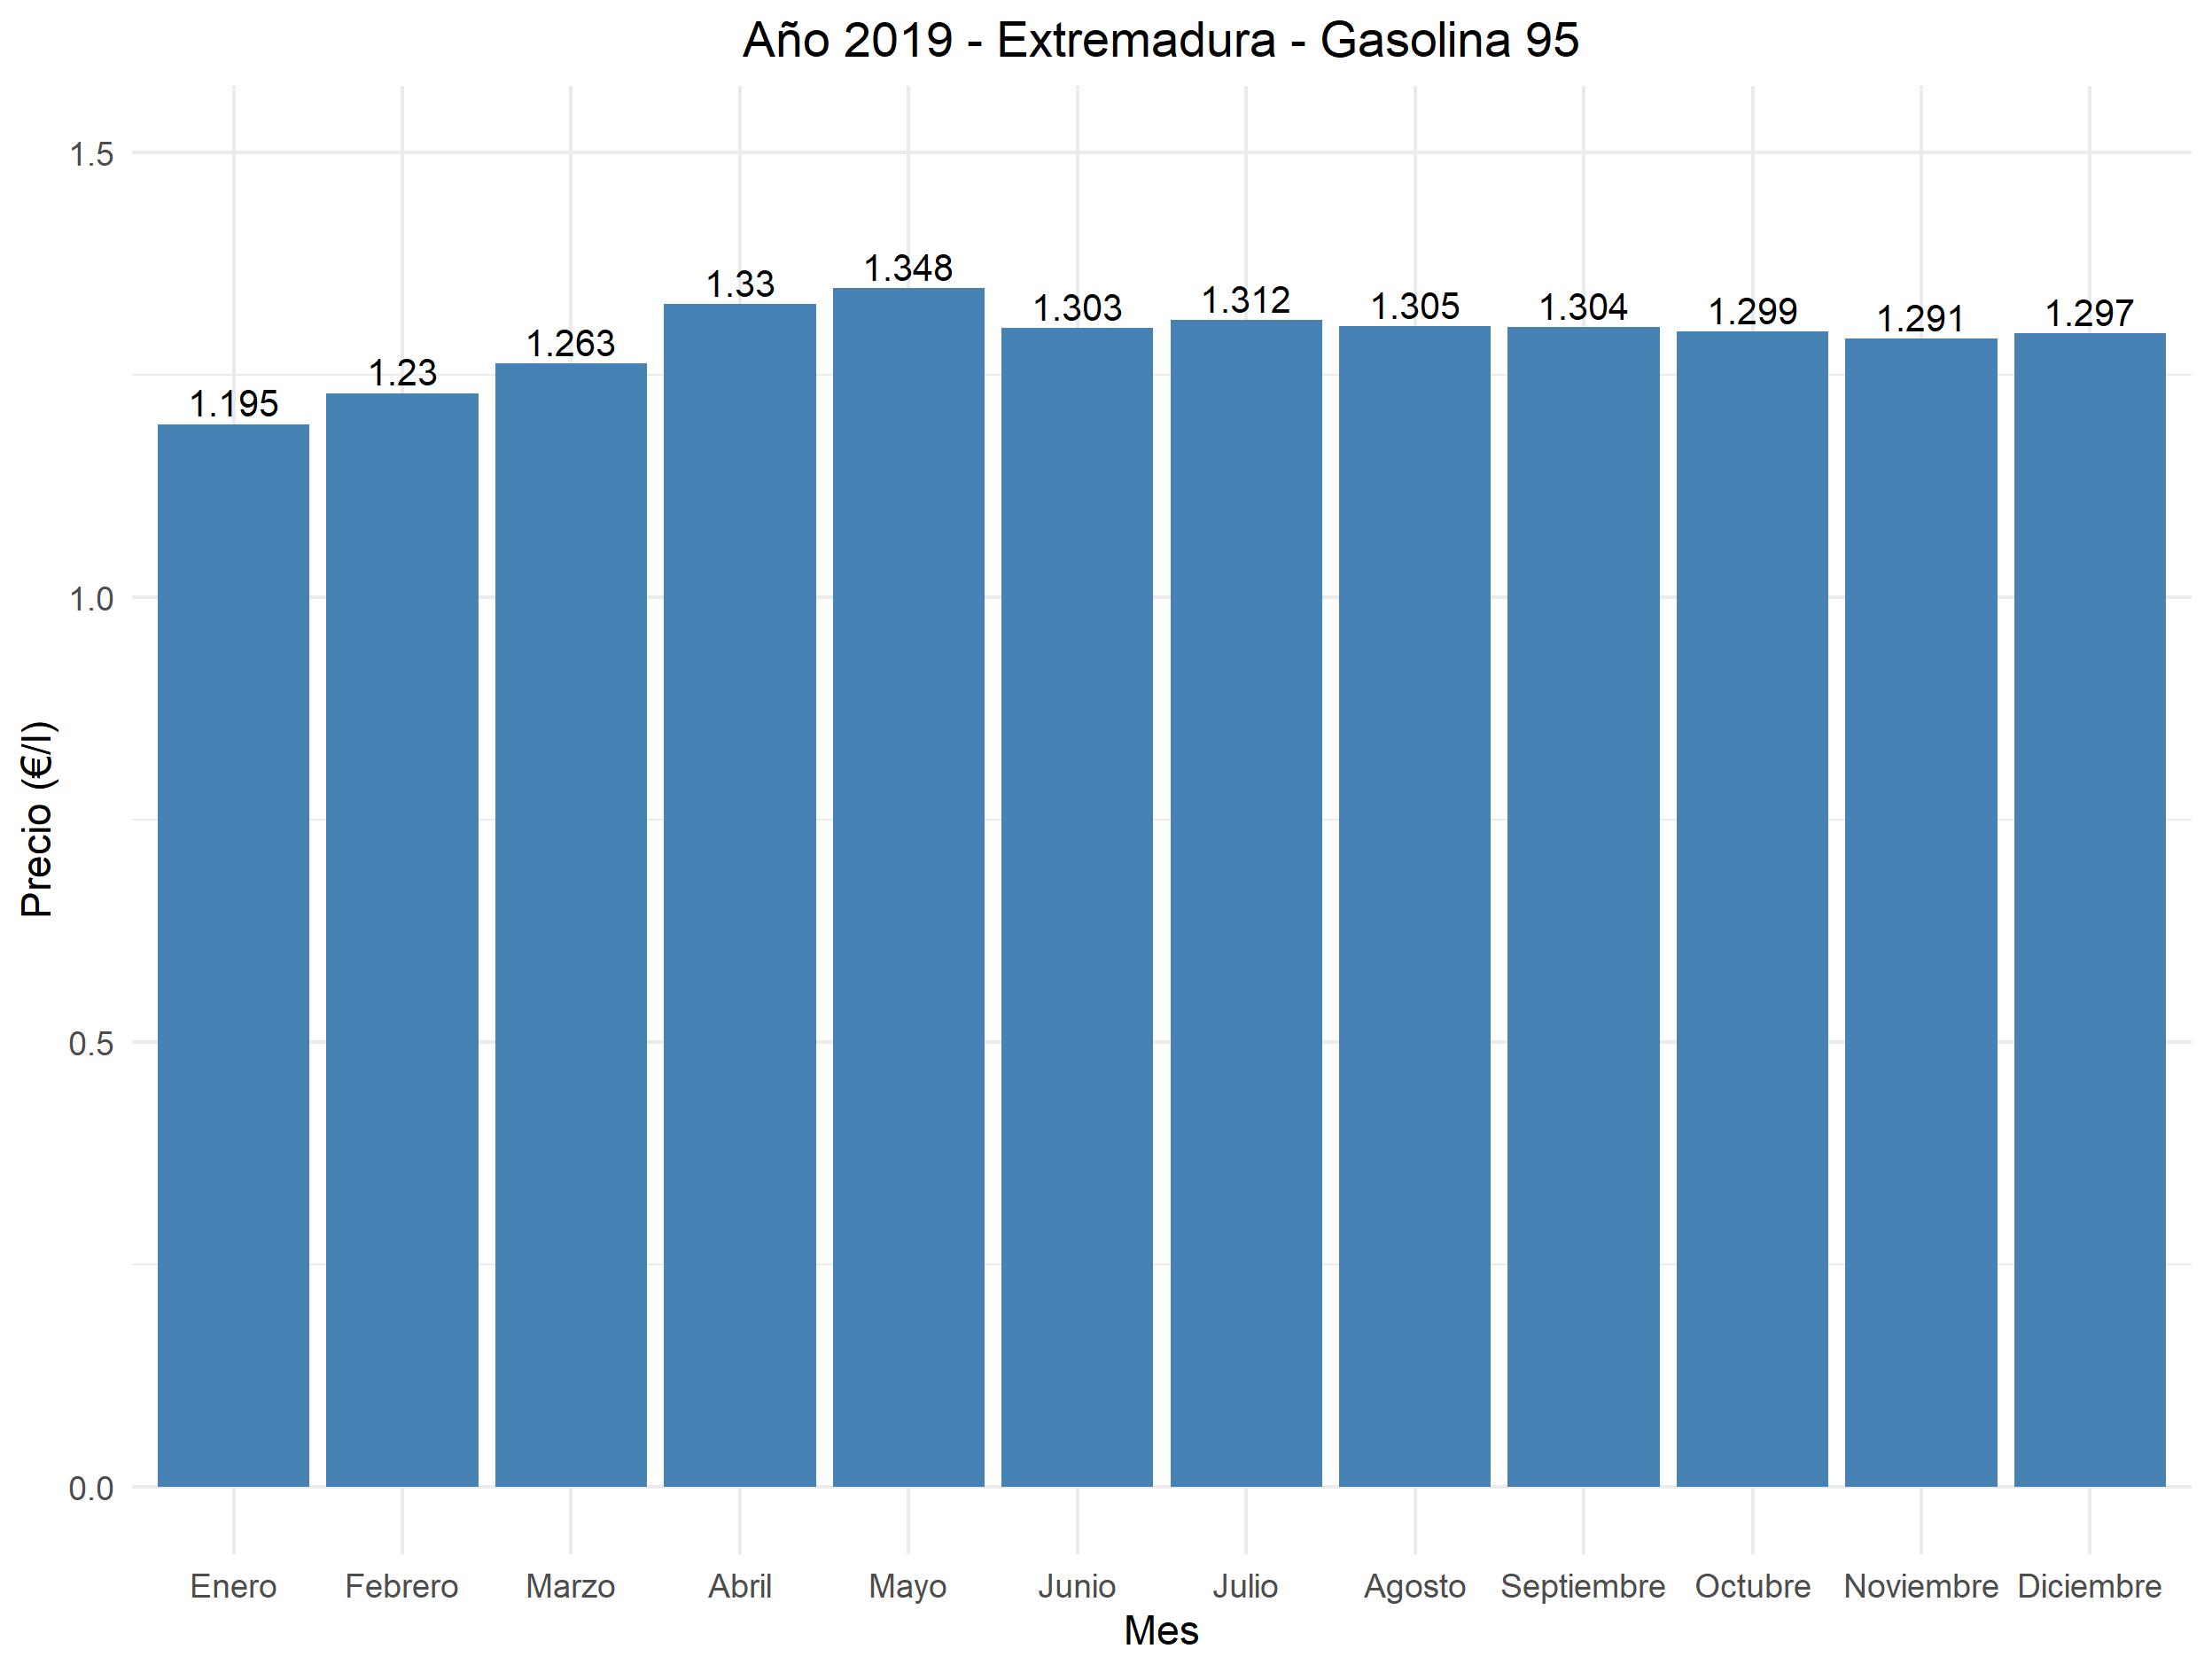 Año 2019 - Extremadura - Gasolina 95
Precio (€/l)
1.5
1.0
0.5
0.0
1.195
1.23
1.263
1.33
1.348
1.303
1.312
1.305
1.304
1.299
1.291
1.297
Enero
Febrero
Marzo
Abril
Mayo
Junio
Julio
Agosto
Septiembre
Octubre
Noviembre
Diciembre
Mes